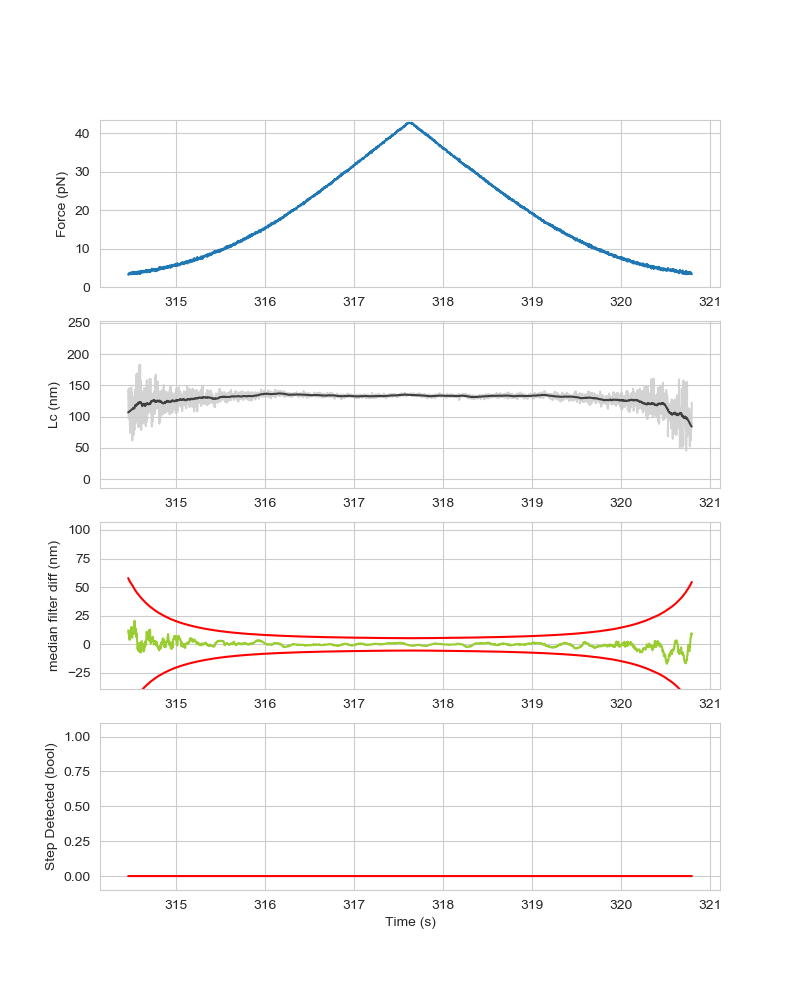 Force (pN)
40
30
20
10
0
315 316 317 318 319 320 321
Lc (nm)
250
200
150
100
50
0
315 316 317 318 319 320 321
median filter diff (nm)
100
75
50
25
0
−25
315 316 317 318 319 320 321
Step Detected (bool)
1.00
0.75
0.50
0.25
0.00
315 316 317 318 319 320 321
Time (s)